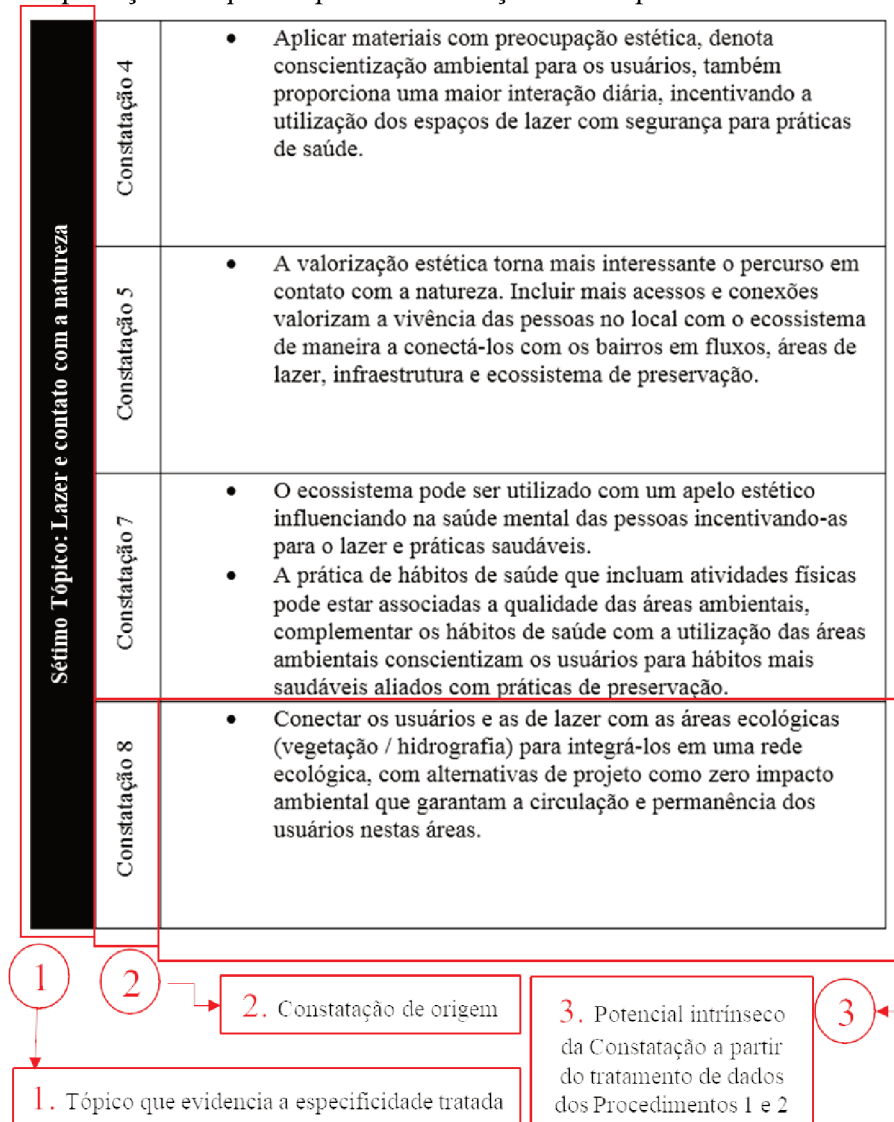 Sétimo Tópico: Lazer e contato com a natureza
Constatação 4
• Aplicar materiais com preocupação estética, denota
conscientização ambiental para os usuários, também
proporciona uma maior interação diária, incentivando a
utilização dos espaços de lazer com segurança para práticas
de saúde.
Constatação 5
• A valorização estética torna mais interessante o percurso em
contato com a natureza. Incluir mais acessos e conexões
valorizam a vivência das pessoas no local com o ecossistema
de maneira a conectá-los com os bairros em fluxos, áreas de
lazer, infraestrutura e ecossistema de preservação.
Constatação 7
• O ecossistema pode ser utilizado com um apelo estético
influenciando na saúde mental das pessoas incentivando-as
para o lazer e práticas saudáveis.
• A prática de hábitos de saúde que incluam atividades físicas
pode estar associadas a qualidade das áreas ambientais,
complementar os hábitos de saúde com a utilização das áreas
ambientais conscientizam os usuários para hábitos mais
saudáveis aliados com práticas de preservação.
Constatação 8
• Conectar os usuários e as de lazer com as áreas ecológicas
(vegetação / hidrografia) para integrá-los em uma rede
ecológica, com alternativas de projeto como zero impacto
ambiental que garantam a circulação e permanência dos
usuários nestas áreas.
1
2
2. Constatação de origem
3. Potencial intrínseco
da Constatação a partir
do tratamento de dados
dos Procedimentos 1 e 2
3
1. Tópico que evidencia a especificidade tratada